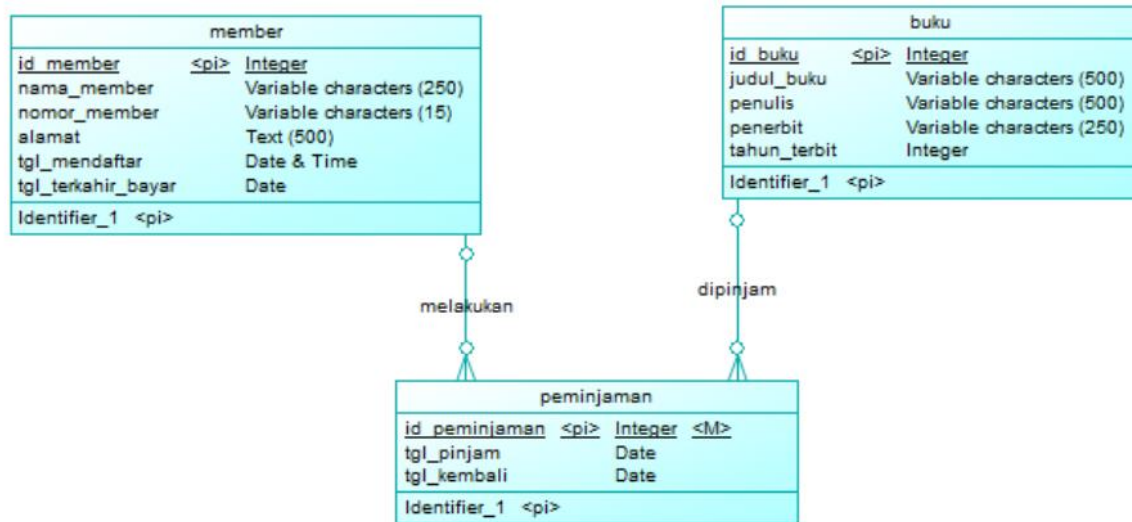 member
id_member <pi> Integer
nama_member Variable characters (250)
nomor_member Variable characters (15)
alamat Text (500)
tgl_mendaftar Date & Time
tgl_terkahir_bayar Date
Identifier_1 <pi>
buku
id_buku <pi> Integer
judul_buku Variable characters (500)
penulis Variable characters (500)
penerbit Variable characters (250)
tahun_terbit Integer
Identifier_1 <pi>
melakukan
dipinjam
peminjaman
id_peminjaman <pi> Integer <M>
tgl_pinjam Date
tgl_kembali Date
Identifier_1 <pi>